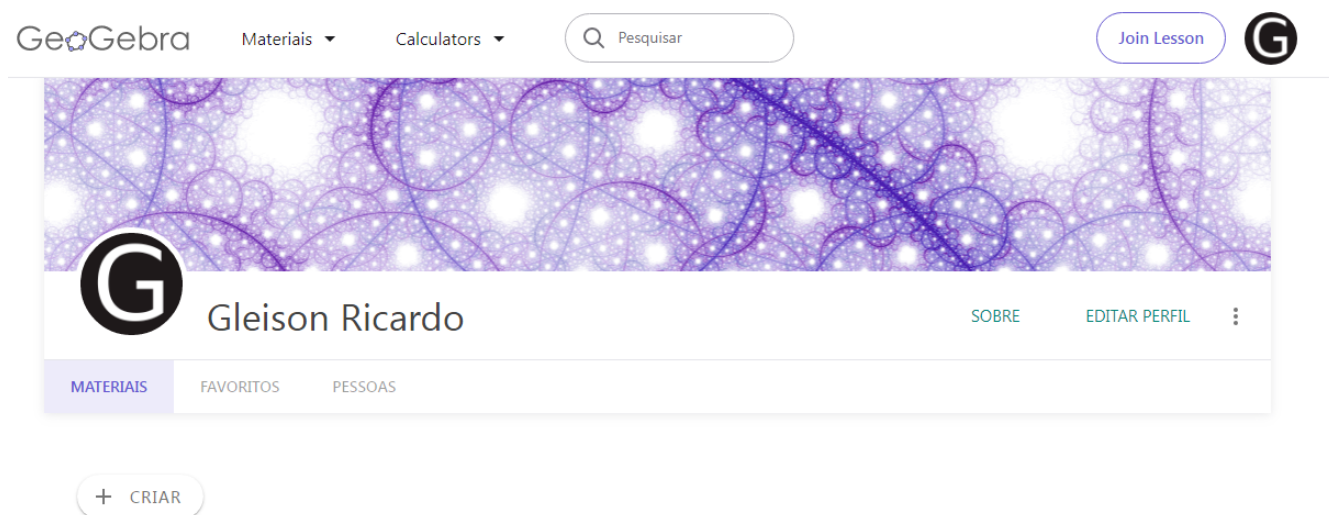 GeoGebra Materiais Calculators Pesquisar Join Lesson G
G
Gleison Ricardo SOBRE EDITAR PERFIL
MATERIAIS FAVORITOS PESSOAS
+ CRIAR